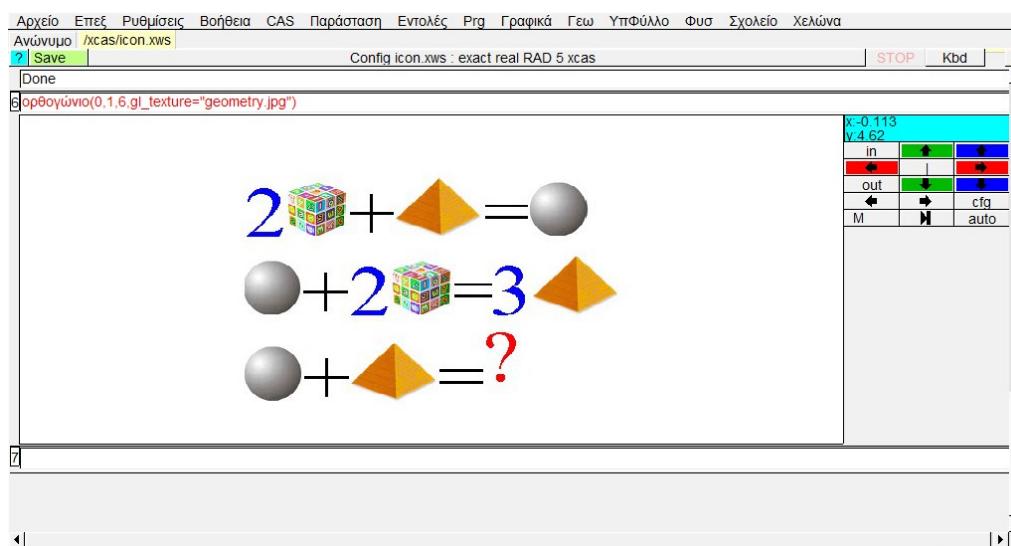 Αρχείο Επεξ Ρυθμίσεις Βοήθεια CAS Παράσταση Εντολές Prg Γραφικά Γεω ΥπΦύλλο Φυσ Σχολείο Χελώνα
Ανώνυμο /xcas/icon.xws
? Save Config icon.xws : exact real RAD 5 xcas STOP Kbd
Done
6 ορθογώνιο(0,1,6,gl_texture="geometry.jpg")
x:-0.113
y:4.62
in
out
cfg
M auto
2 + =
+ 2 = 3
+ = ?
7